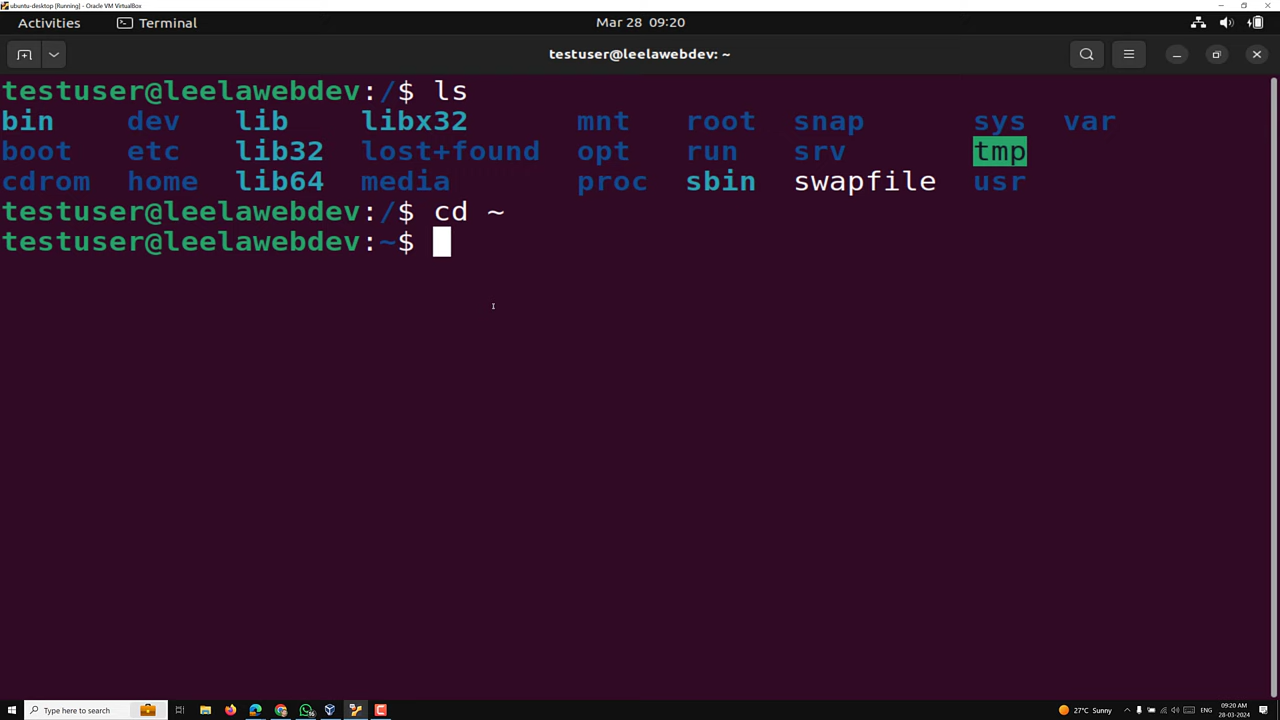 ubuntu-desktop [Running] - Oracle VM VirtualBox
Activities Terminal Mar 28 09:20
testuser@leelawebdev: ~
testuser@leelawebdev:/$ ls
bin dev lib libx32 mnt root snap sys var
boot etc lib32 lost+found opt run srv tmp
cdrom home lib64 media proc sbin swapfile usr
testuser@leelawebdev:/$ cd ~
testuser@leelawebdev:~$
Type here to search 27°C Sunny ENG 09:20 AM
28-03-2024